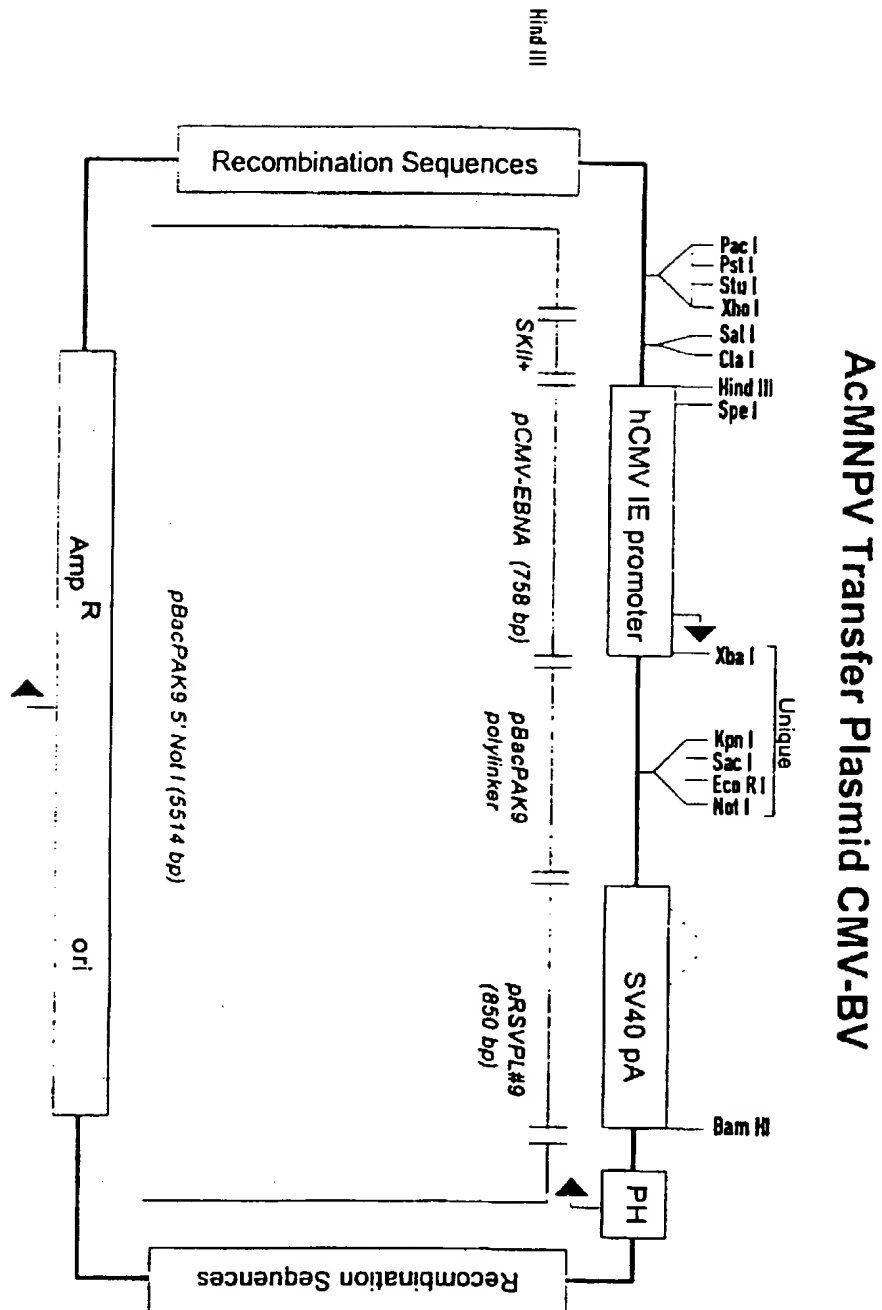 AcMNPV Transfer Plasmid CMV-BV
Hind III
Recombination Sequences
Pac I
Pst I
Stu I
Xho I
Sal I
Cla I
Hind III
Spe I
hCMV IE promoter
Xba I
Unique
Kpn I
Sac I
Eco R I
Not I
SV40 pA
Bam HI
PH
Recombination Sequences
SKII+
pCMV-EBNA (758 bp)
pBacPAK9
polylinker
pRSVPL#9
(850 bp)
pBacPAK9 5' Not I (5514 bp)
Amp R
ori